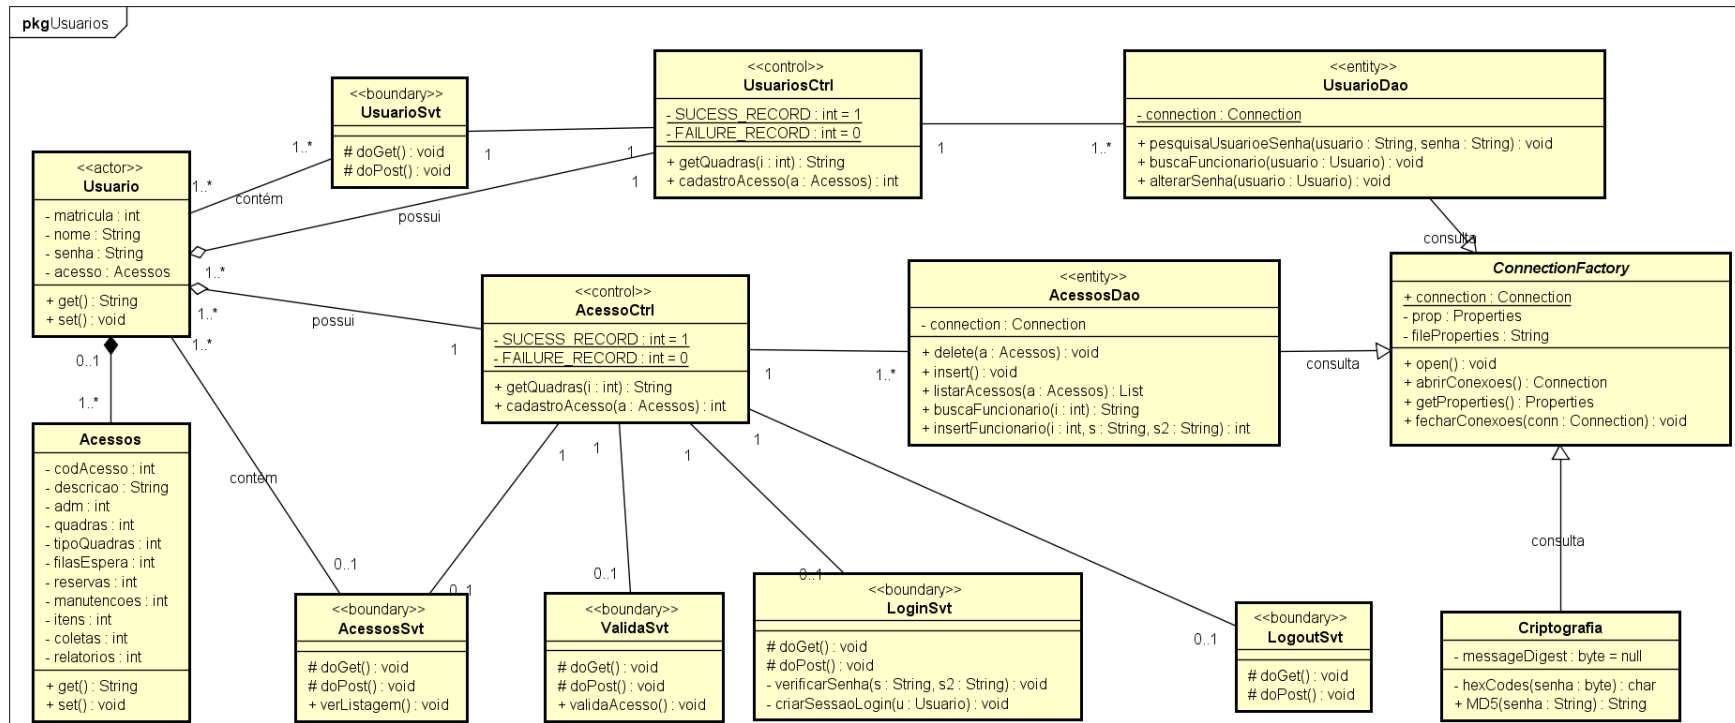 pkgUsuarios
<<actor>>
Usuario
- matricula : int
- nome : String
- senha : String
- acesso : Acessos
+ get() : String
+ set() : void
<<boundary>>
UsuarioSvt
# doGet() : void
# doPost() : void
<<control>>
UsuariosCtrl
- SUCESS_RECORD : int = 1
- FAILURE_RECORD : int = 0
+ getQuadras(i : int) : String
+ cadastroAcesso(a : Acessos) : int
<<entity>>
UsuarioDao
- connection : Connection
+ pesquisaUsuarioeSenha(usuario : String, senha : String) : void
+ buscaFuncionario(usuario : Usuario) : void
+ alterarSenha(usuario : Usuario) : void
1..*
1..*
contém
1
1
1
1..*
possui
1
1..*
consulta
ConnectionFactory
+ connection : Connection
- prop : Properties
- fileProperties : String
+ open() : void
+ abrirConexoes() : Connection
+ getProperties() : Properties
+ fecharConexoes(conn : Connection) : void
<<control>>
AcessoCtrl
- SUCESS_RECORD : int = 1
- FAILURE_RECORD : int = 0
+ getQuadras(i : int) : String
+ cadastroAcesso(a : Acessos) : int
<<entity>>
AcessosDao
- connection : Connection
+ delete(a : Acessos) : void
+ insert() : void
+ listarAcessos(a : Acessos) : List
+ buscaFuncionario(i : int) : String
+ insertFuncionario(i : int, s : String, s2 : String) : int
1..*
possui
1
1
1..*
consulta
0..1
1..*
1..*
contém
0..1
Acessos
- codAcesso : int
- descricao : String
- adm : int
- quadras : int
- tipoQuadras : int
- filasEspera : int
- reservas : int
- manutencoes : int
- itens : int
- coletas : int
- relatorios : int
+ get() : String
+ set() : void
1
1
1
1
0..1
0..1
0..1
0..1
consulta
<<boundary>>
AcessosSvt
# doGet() : void
# doPost() : void
+ verListagem() : void
<<boundary>>
ValidaSvt
# doGet() : void
# doPost() : void
+ validaAcesso() : void
<<boundary>>
LoginSvt
# doGet() : void
# doPost() : void
- verificarSenha(s : String, s2 : String) : void
- criarSessaoLogin(u : Usuario) : void
<<boundary>>
LogoutSvt
# doGet() : void
# doPost() : void
Criptografia
- messageDigest : byte = null
- hexCodes(senha : byte) : char
+ MD5(senha : String) : String